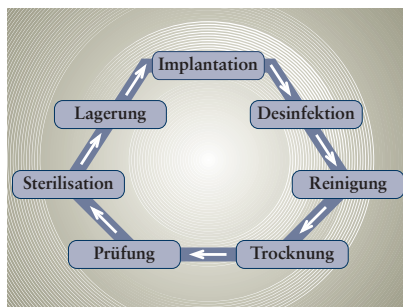 Implantation
Lagerung
Desinfektion
Sterilisation
Reinigung
Prüfung
Trocknung